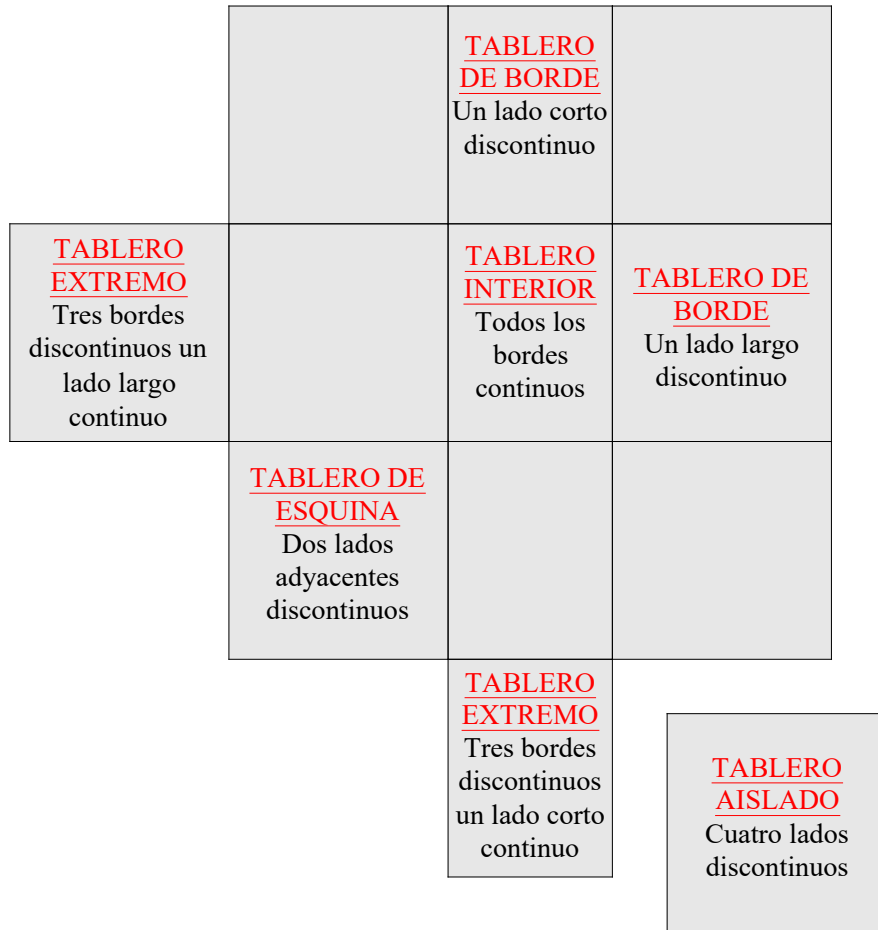 TABLERO
DE BORDE
Un lado corto
discontinuo
TABLERO
EXTREMO
Tres bordes
discontinuos un
lado largo
continuo
TABLERO
INTERIOR
Todos los
bordes
continuos
TABLERO DE
BORDE
Un lado largo
discontinuo
TABLERO DE
ESQUINA
Dos lados
adyacentes
discontinuos
TABLERO
EXTREMO
Tres bordes
discontinuos
un lado corto
continuo
TABLERO
AISLADO
Cuatro lados
discontinuos